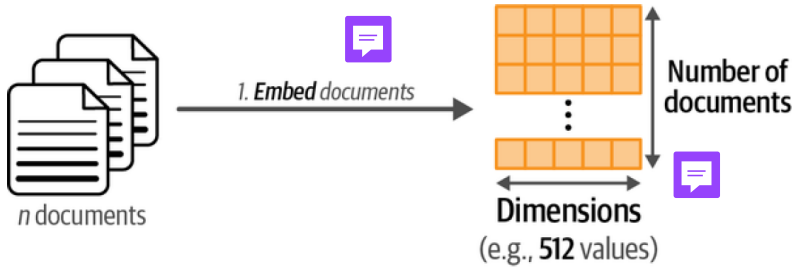 n documents
1. Embed documents
Number of
documents
Dimensions
(e.g., 512 values)